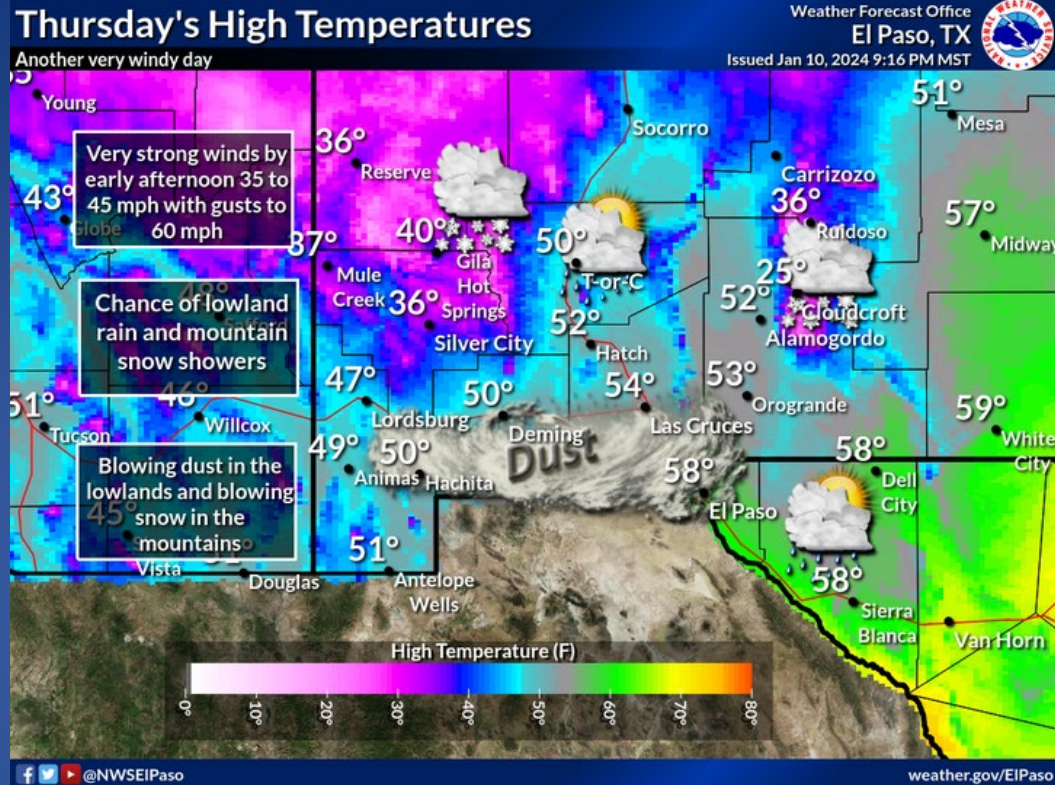 Thursday's High Temperatures
Another very windy day
Weather Forecast Office
El Paso, TX
Issued Jan 10, 2024 9:16 PM MST
NATIONAL WEATHER SERVICE
Young
51°
Mesa
Socorro
Very strong winds by
early afternoon 35 to
45 mph with gusts to
60 mph
36°
Reserve
Carrizozo
43°
Globe
36°
Ruidoso
57°
Midway
40°
Gila
Hot
Springs
50°
T-or-C
37°
Mule
Creek
25°
Cloudcroft
Chance of lowland
rain and mountain
snow showers
48°
Safford
36°
Silver City
52°
Alamogordo
52°
Hatch
47°
Lordsburg
50°
Deming
54°
Las Cruces
53°
Orogrande
46°
Willcox
51°
Tucson
59°
White
City
Dust
Blowing dust in the
lowlands and blowing
snow in the
mountains
49°
Animas
50°
Hachita
58°
El Paso
58°
Dell
City
45°
Vista
Douglas
51°
Antelope
Wells
58°
Sierra
Blanca
Van Horn
High Temperature (F)
0° 10° 20° 30° 40° 50° 60° 70° 80°
@NWSElPaso
weather.gov/ElPaso